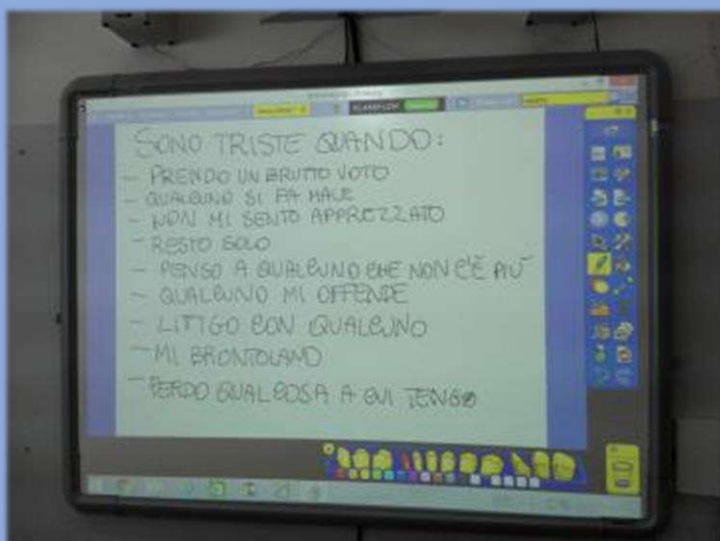 SONO TRISTE QUANDO:
- PRENDO UN BRUTTO VOTO
- QUALCUNO SI FA MALE
- NON MI SENTO APPREZZATO
- RESTO SOLO
- PENSO A QUALCUNO CHE NON C'È PIÙ
- QUALCUNO MI OFFENDE
- LITIGO CON QUALCUNO
- MI BRONTOLANO
- PERDO QUALCOSA A CUI TENGO